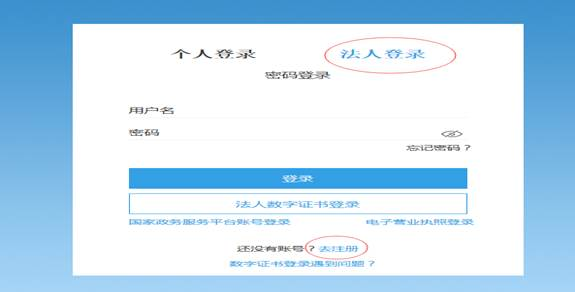 个人登录 法人登录
密码登录
用户名
密码
忘记密码？
登录
法人数字证书登录
国家政务服务平台账号登录 电子营业执照登录
还没有账号？去注册
数字证书登录遇到问题？